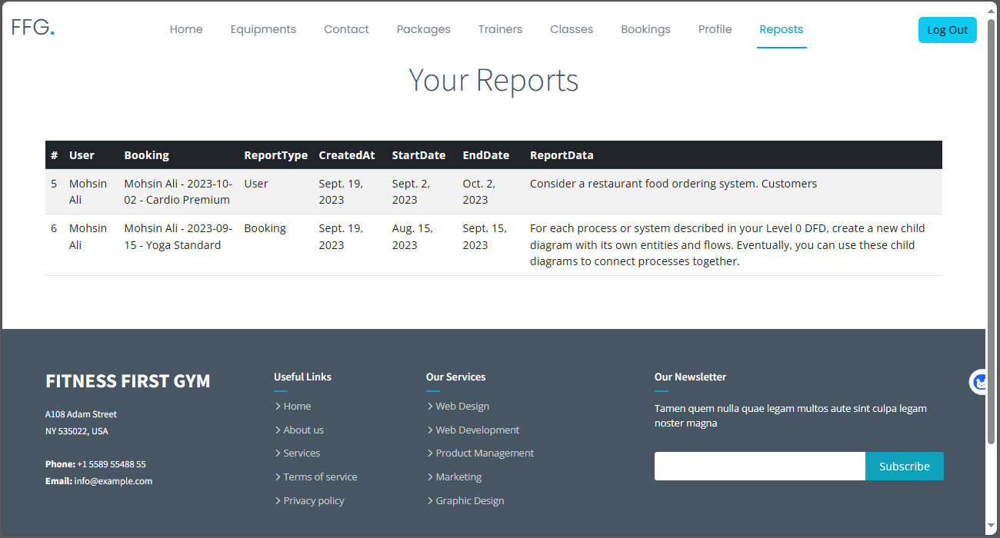 FFG.
Home Equipments Contact Packages Trainers Classes Bookings Profile Reposts Log Out
Your Reports
# User Booking ReportType CreatedAt StartDate EndDate ReportData
5 Mohsin Mohsin Ali - 2023-10- User Sept. 19, Sept. 2, Oct. 2, Consider a restaurant food ordering system. Customers
Ali 02 - Cardio Premium 2023 2023 2023
6 Mohsin Mohsin Ali - 2023-09- Booking Sept. 19, Aug. 15, Sept. 15, For each process or system described in your Level 0 DFD, create a new child
Ali 15 - Yoga Standard 2023 2023 2023 diagram with its own entities and flows. Eventually, you can use these child
diagrams to connect processes together.
FITNESS FIRST GYM
A108 Adam Street
NY 535022, USA
Phone: +1 5589 55488 55
Email: info@example.com
Useful Links
Home
About us
Services
Terms of service
Privacy policy
Our Services
Web Design
Web Development
Product Management
Marketing
Graphic Design
Our Newsletter
Tamen quem nulla quae legam multos aute sint culpa legam
noster magna
Subscribe